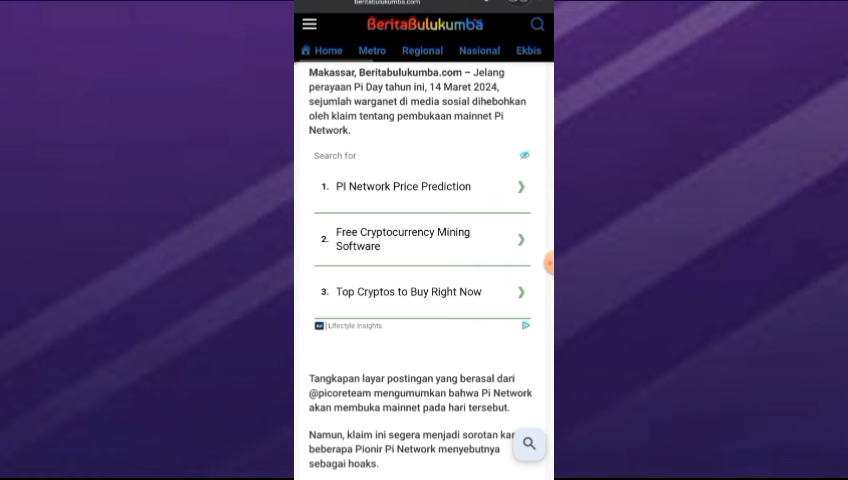 beritabulukumba.com
BeritaBulukumba
Home Metro Regional Nasional Ekbis
Makassar, Beritabulukumba.com – Jelang
perayaan Pi Day tahun ini, 14 Maret 2024,
sejumlah warganet di media sosial dihebohkan
oleh klaim tentang pembukaan mainnet Pi
Network.
Search for
1. PI Network Price Prediction
2. Free Cryptocurrency Mining
Software
3. Top Cryptos to Buy Right Now
Ad | Lifestyle Insights
Tangkapan layar postingan yang berasal dari
@picoreteam mengumumkan bahwa Pi Network
akan membuka mainnet pada hari tersebut.
Namun, klaim ini segera menjadi sorotan kar
beberapa Pionir Pi Network menyebutnya
sebagai hoaks.